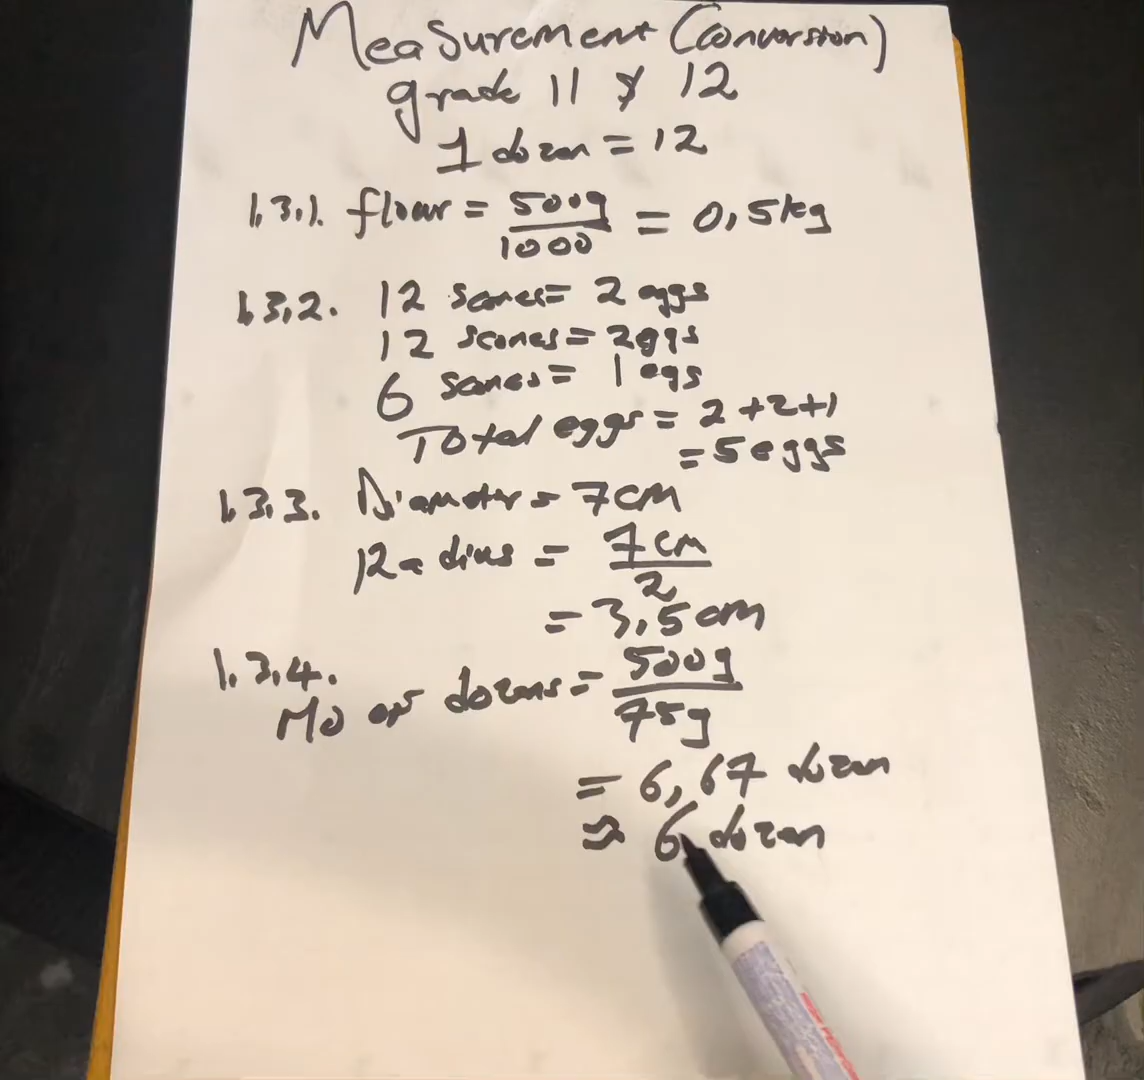 Measurement (Conversion)
grade 11 & 12
1 dozen = 12
1.3.1. flour = 500g/1000 = 0,5kg
1.3.2. 12 scones = 2 eggs
12 scones = 2 eggs
6 scones = 1 egs
Total eggs = 2+2+1
= 5 eggs
1.3.3. Diameter = 7cm
Radius = 7cm/2
= 3,5cm
1.3.4.
No of dozens = 500g/75g
= 6,67 dozen
≈ 6 dozen